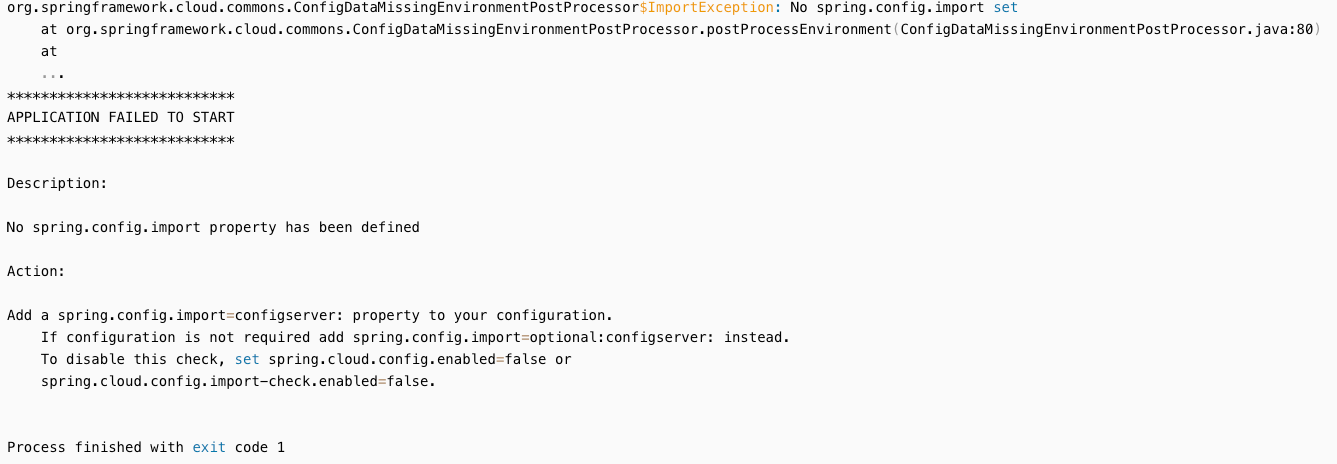 org.springframework.cloud.commons.ConfigDataMissingEnvironmentPostProcessor$ImportException: No spring.config.import set
at org.springframework.cloud.commons.ConfigDataMissingEnvironmentPostProcessor.postProcessEnvironment(ConfigDataMissingEnvironmentPostProcessor.java:80)
at
...
***************************
APPLICATION FAILED TO START
***************************
Description:
No spring.config.import property has been defined
Action:
Add a spring.config.import=configserver: property to your configuration.
If configuration is not required add spring.config.import=optional:configserver: instead.
To disable this check, set spring.cloud.config.enabled=false or
spring.cloud.config.import-check.enabled=false.
Process finished with exit code 1